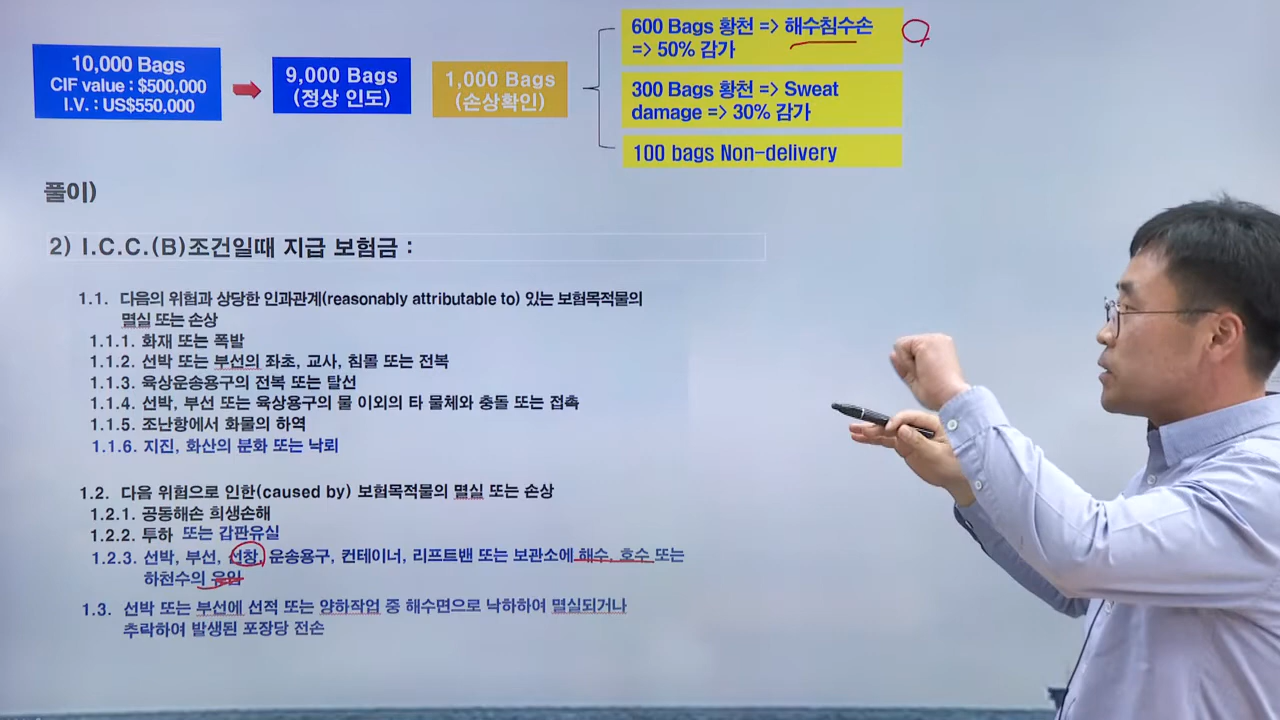 10,000 Bags
CIF value : $500,000
I.V. : US$550,000
9,000 Bags
(정상 인도)
1,000 Bags
(손상확인)
600 Bags 황천 => 해수침수손
=> 50% 감가
300 Bags 황천 => Sweat
damage => 30% 감가
100 bags Non-delivery
풀이)
2) I.C.C.(B)조건일때 지급 보험금 :
1.1. 다음의 위험과 상당한 인과관계(reasonably attributable to) 있는 보험목적물의
멸실 또는 손상
1.1.1. 화재 또는 폭발
1.1.2. 선박 또는 부선의 좌초, 교사, 침몰 또는 전복
1.1.3. 육상운송용구의 전복 또는 탈선
1.1.4. 선박, 부선 또는 육상용구의 물 이외의 타 물체와 충돌 또는 접촉
1.1.5. 조난항에서 화물의 하역
1.1.6. 지진, 화산의 분화 또는 낙뢰
1.2. 다음 위험으로 인한(caused by) 보험목적물의 멸실 또는 손상
1.2.1. 공동해손 희생손해
1.2.2. 투하 또는 갑판유실
1.2.3. 선박, 부선, 선창, 운송용구, 컨테이너, 리프트밴 또는 보관소에 해수, 호수 또는
하천수의 유입
1.3. 선박 또는 부선에 선적 또는 양하작업 중 해수면으로 낙하하여 멸실되거나
추락하여 발생된 포장당 전손